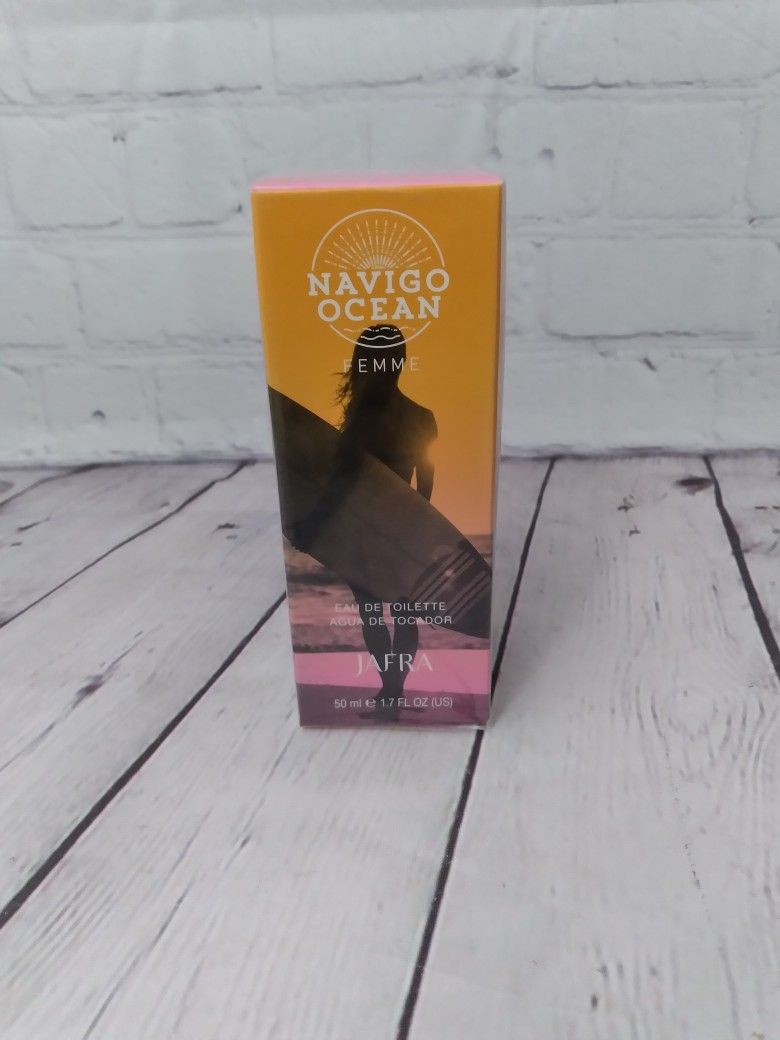 NAVIGO
OCEAN
FEMME
EAU DE TOILETTE
AGUA DE TOCADOR
JAFRA
50 ml ℮ 1.7 FL OZ (US)